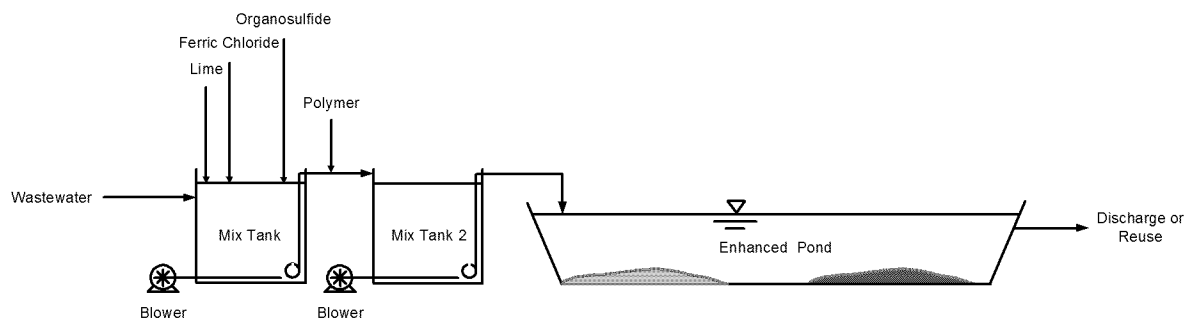 Organosulfide
Ferric Chloride
Lime
Polymer
Wastewater
Mix Tank
Mix Tank 2
Enhanced Pond
Discharge or
Reuse
Blower
Blower